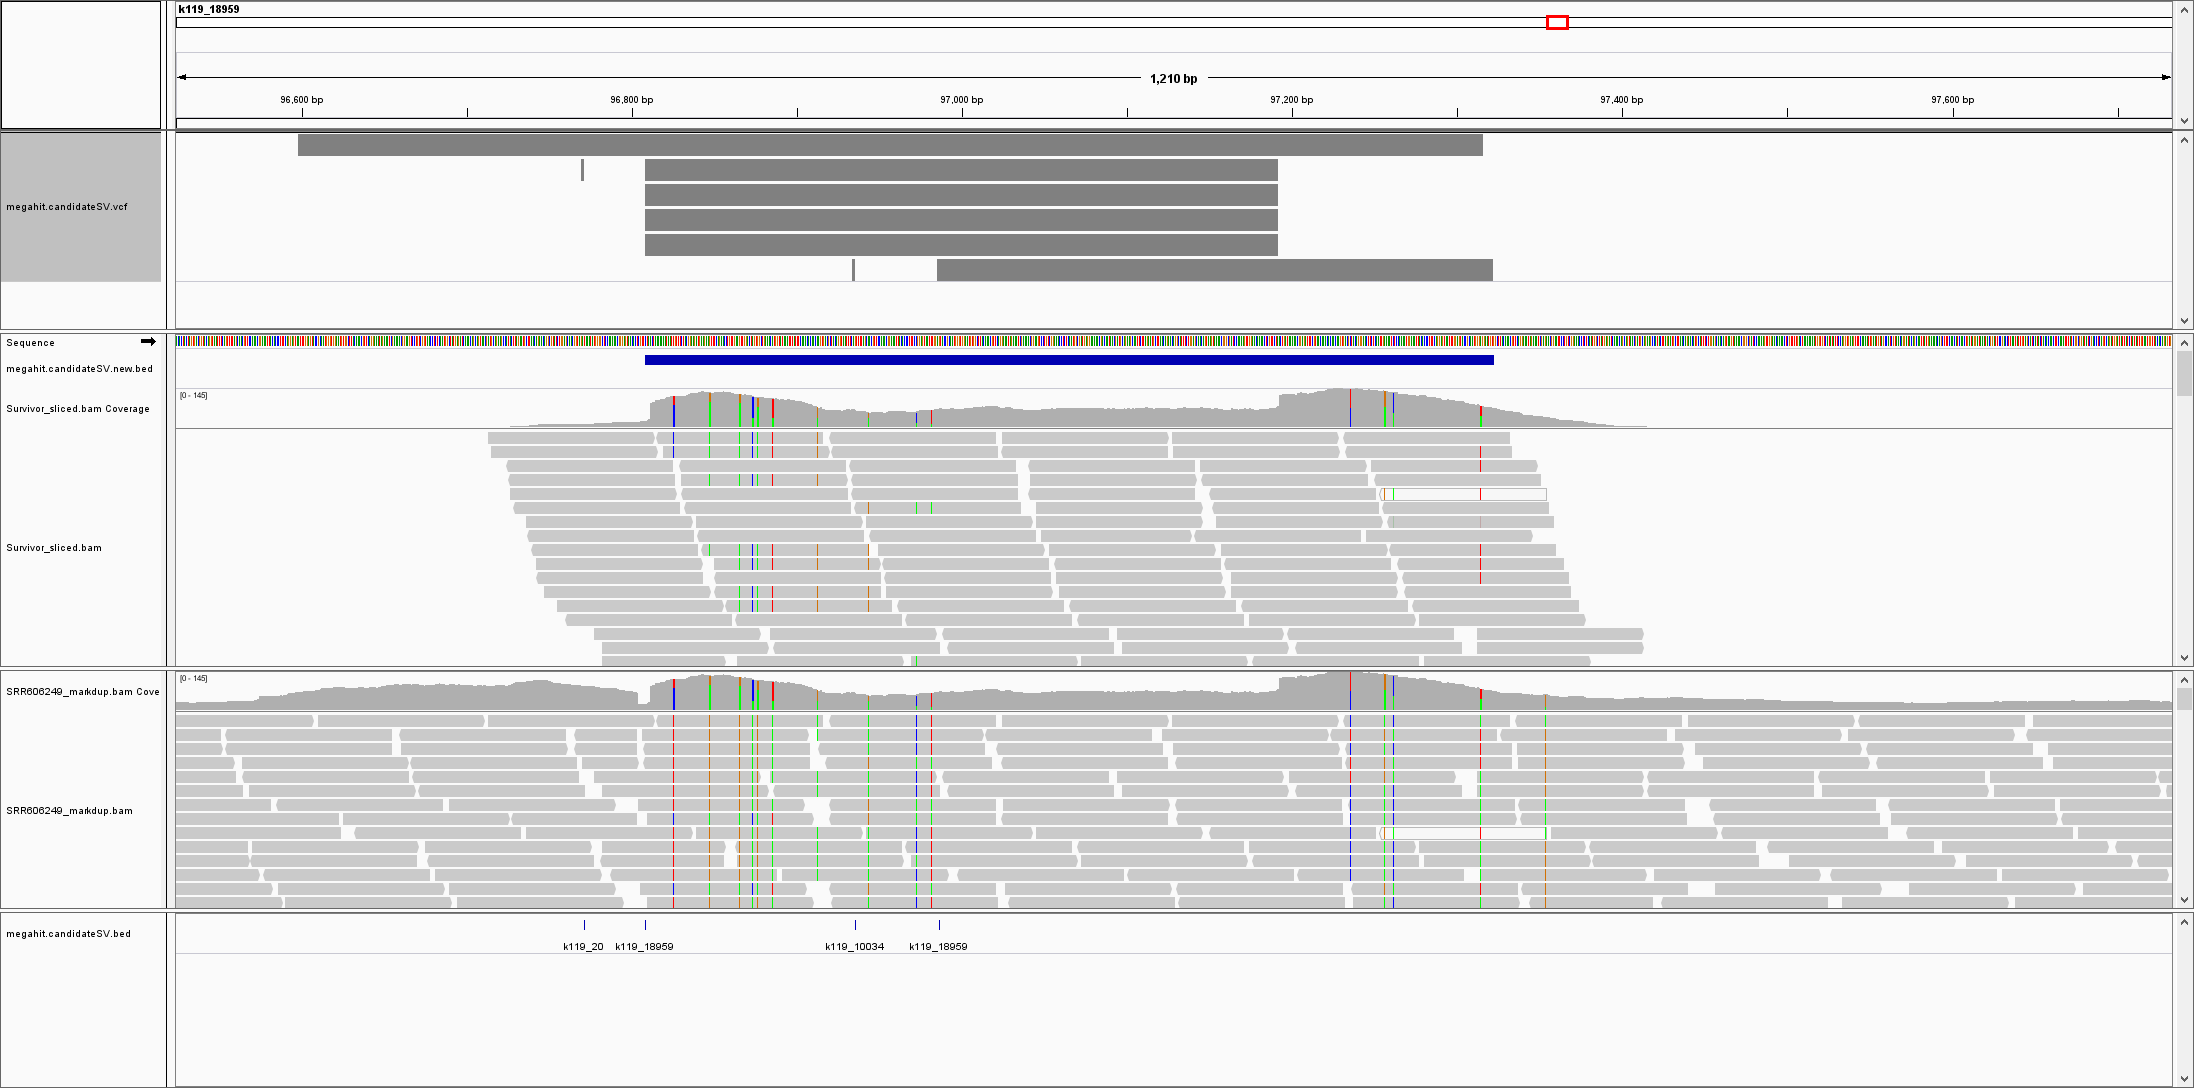 k119_18959
1,210 bp
96,600 bp 96,800 bp 97,000 bp 97,200 bp 97,400 bp 97,600 bp
megahit.candidateSV.vcf
Sequence
megahit.candidateSV.new.bed
[0 - 145]
Survivor_sliced.bam Coverage
Survivor_sliced.bam
[0 - 145]
SRR606249_markdup.bam Cove
SRR606249_markdup.bam
megahit.candidateSV.bed
k119_20 k119_18959 k119_10034 k119_18959